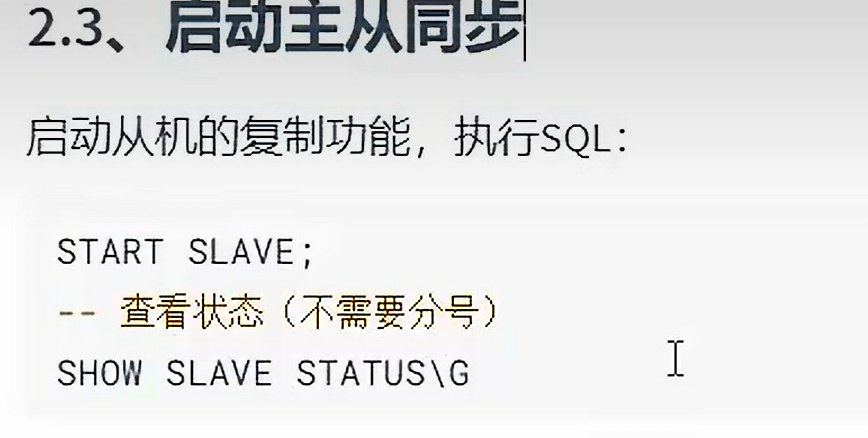 2.3、启动主从同步
启动从机的复制功能，执行SQL：
START SLAVE;
-- 查看状态（不需要分号）
SHOW SLAVE STATUS\G